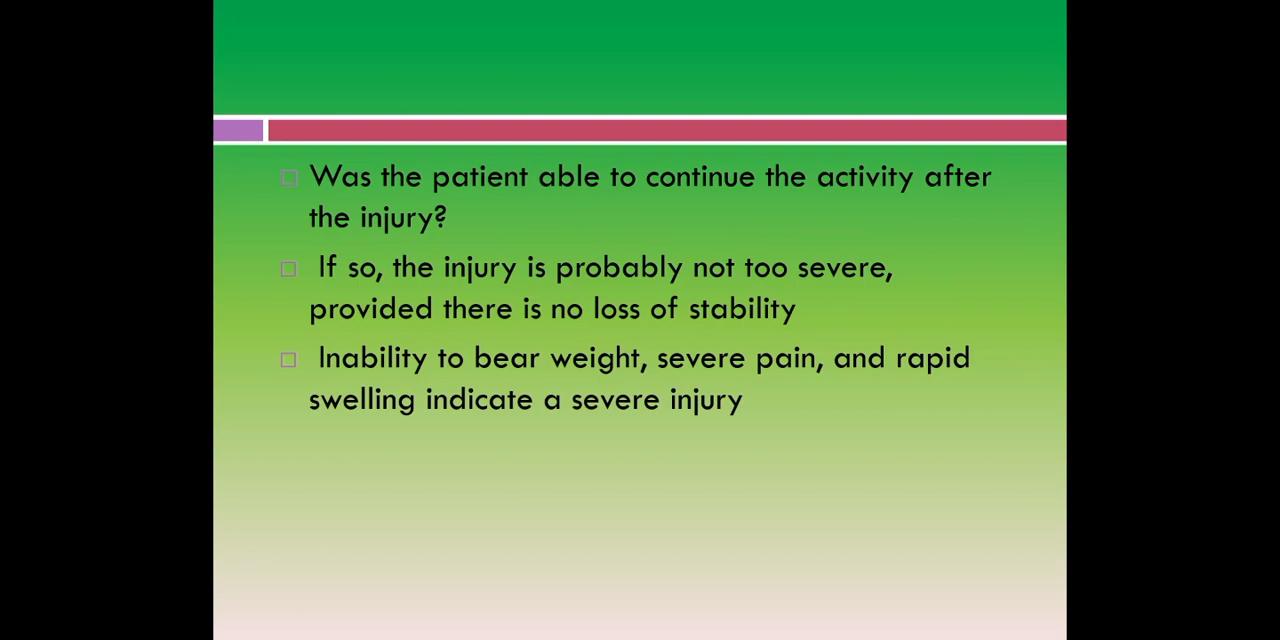 Was the patient able to continue the activity after
the injury?
If so, the injury is probably not too severe,
provided there is no loss of stability
Inability to bear weight, severe pain, and rapid
swelling indicate a severe injury